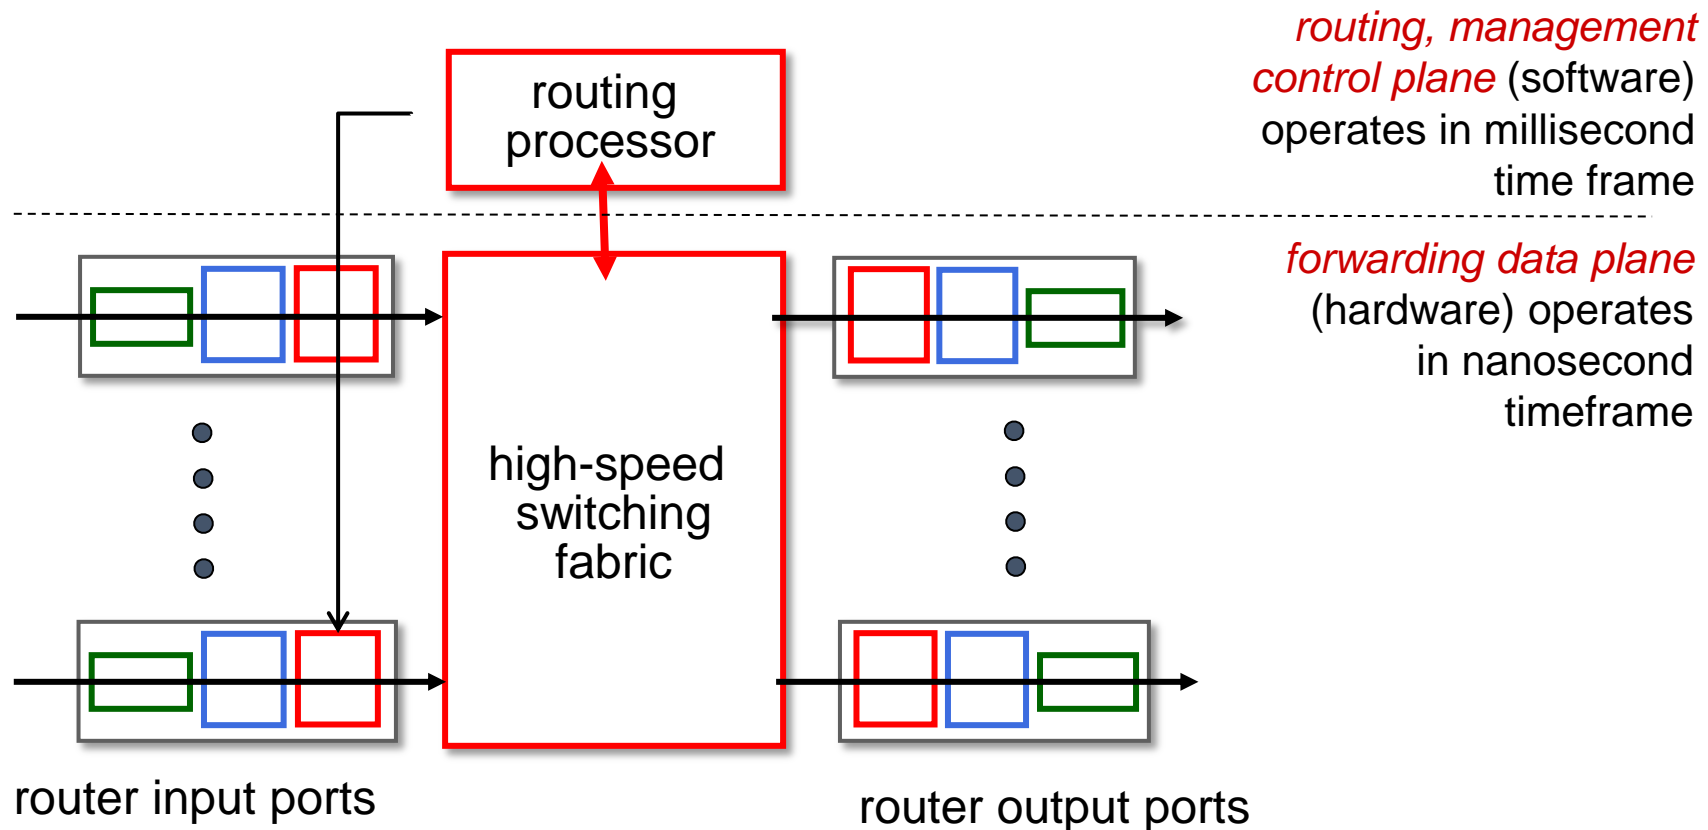 routing, management
control plane (software)
operates in millisecond
time frame
routing
processor
forwarding data plane
(hardware) operates
in nanosecond
timeframe
high-speed
switching
fabric
router input ports
router output ports